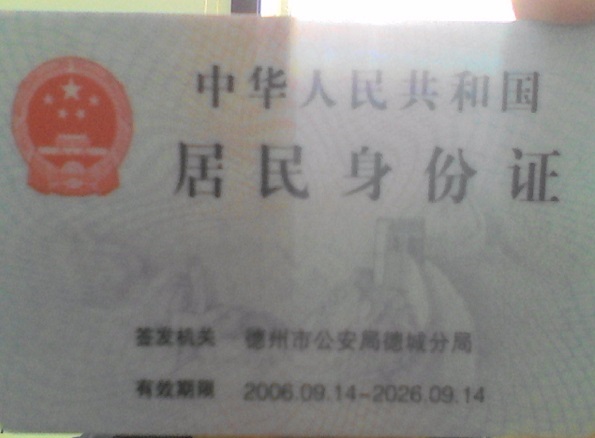 中华人民共和国
居民身份证
签发机关 德州市公安局德城分局
有效期限 2006.09.14-2026.09.14